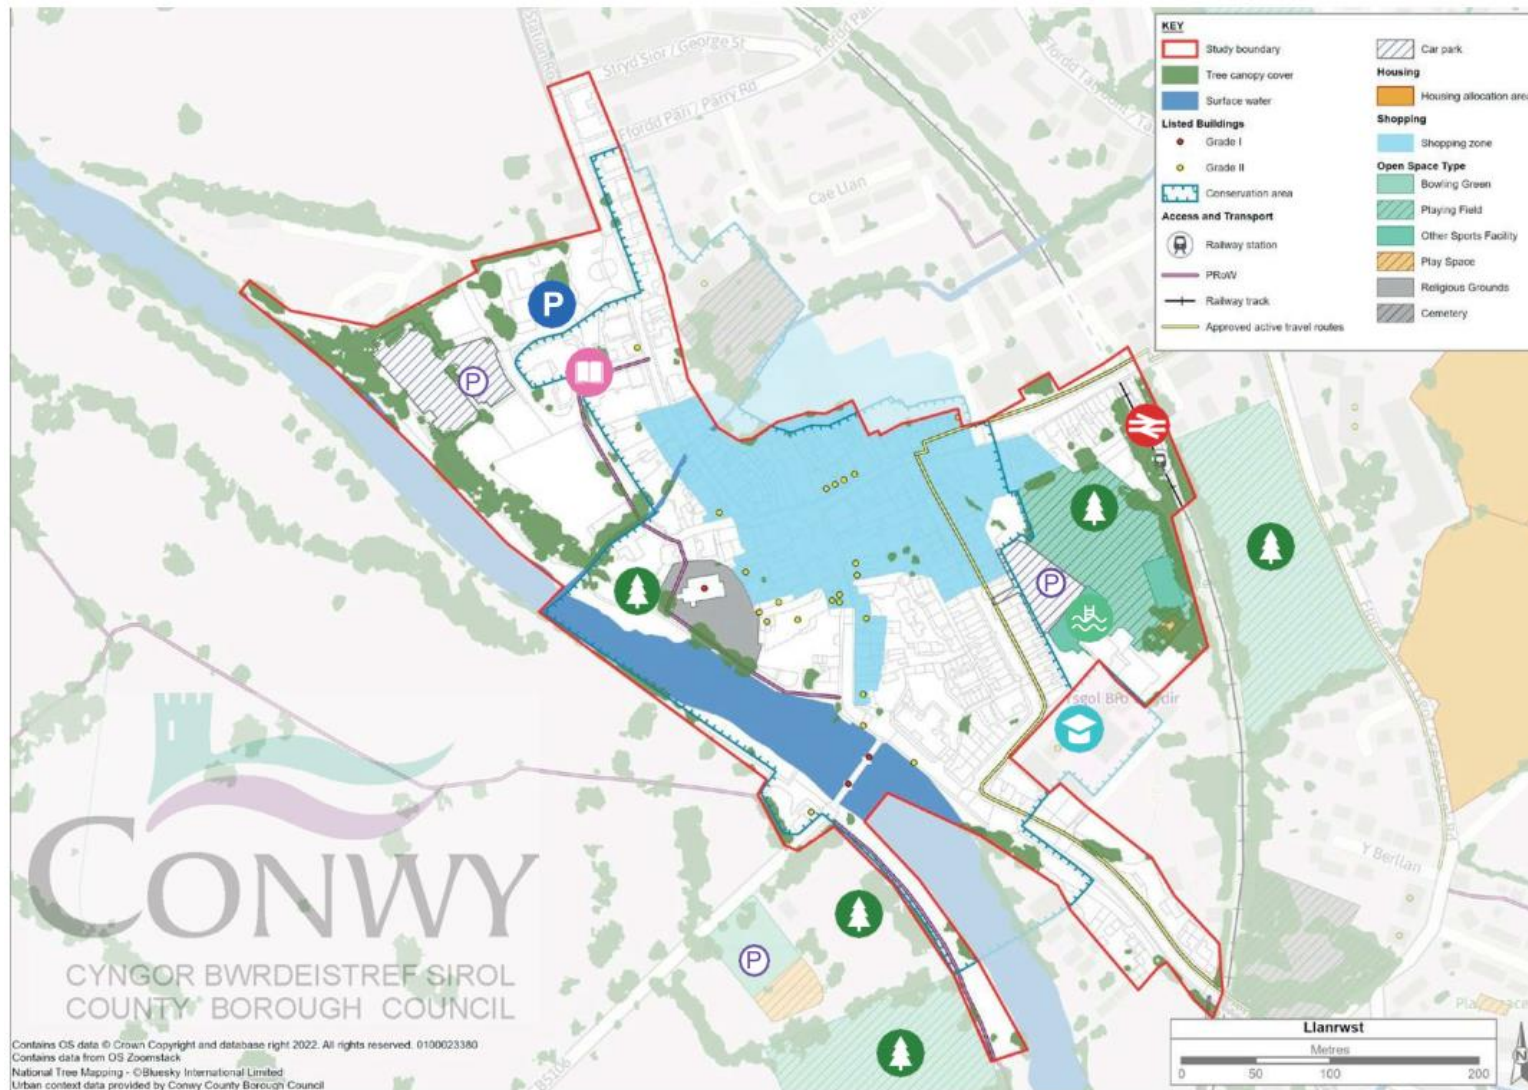 KEY
Study boundary
Tree canopy cover
Surface water
Listed Buildings
Grade I
Grade II
Conservation area
Access and Transport
Railway station
PRoW
Railway track
Approved active travel routes
Car park
Housing
Housing allocation area
Shopping
Shopping zone
Open Space Type
Bowling Green
Playing Field
Other Sports Facility
Play Space
Religious Grounds
Cemetery
Station Rd
Stryd Sior / George St
Ffordd Pari / Parry Rd
Cae Llan
P
P
P
P
Y Berllan
B5106
CONWY
CYNGOR BWRDEISTREF SIROL
COUNTY BOROUGH COUNCIL
Contains OS data © Crown Copyright and database right 2022. All rights reserved. 0100023380
Contains data from OS Zoomstack
National Tree Mapping - ©Bluesky International Limited
Urban context data provided by Conwy County Borough Council
Llanrwst
Metres
0 50 100 200
N